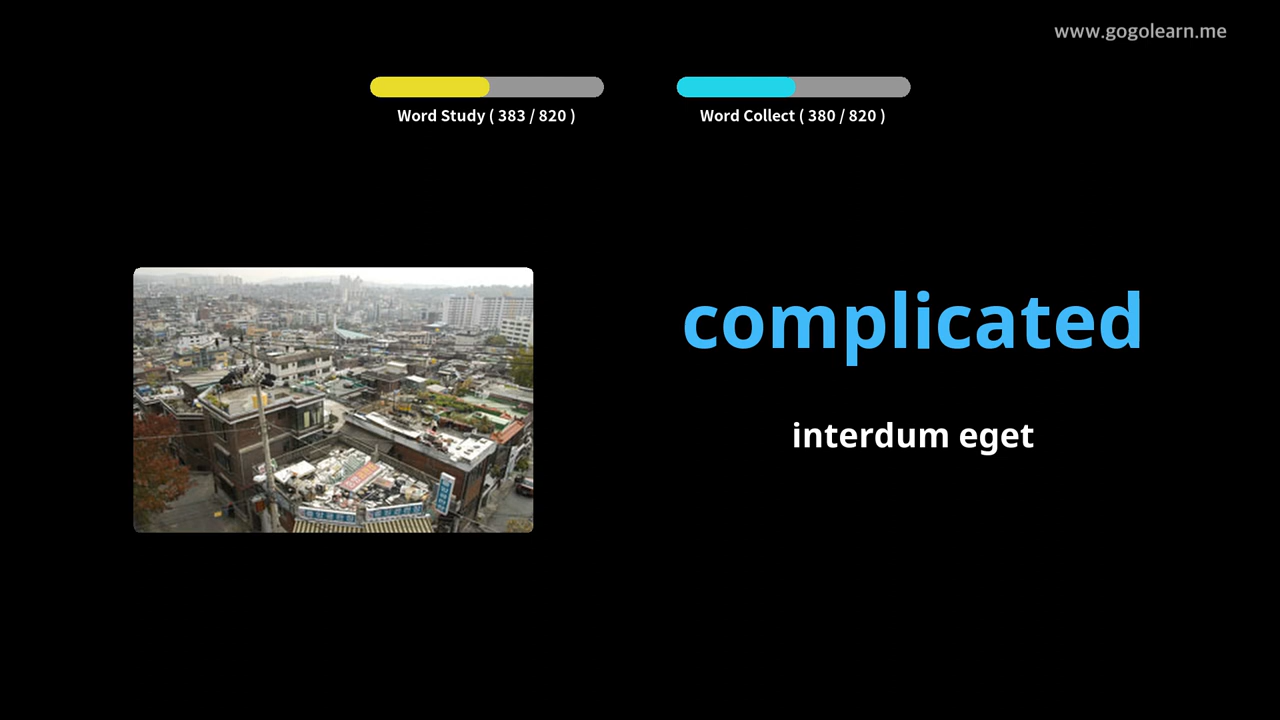 www.gogolearn.me
Word Study ( 383 / 820 )
Word Collect ( 380 / 820 )
complicated
interdum eget